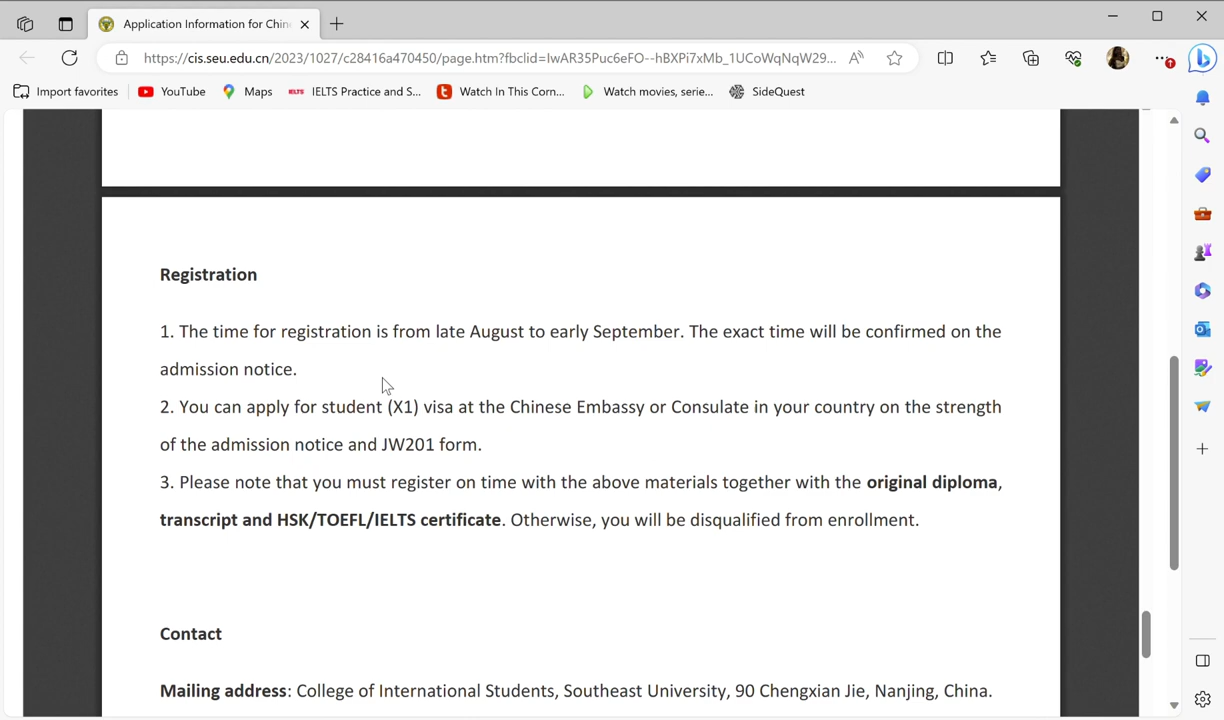 Application Information for Chin
https://cis.seu.edu.cn/2023/1027/c28416a470450/page.htm?fbclid=IwAR35Puc6eFO--hBXPi7xMb_1UCoWqNqW29...
Import favorites YouTube Maps IELTS IELTS Practice and S... Watch In This Corn... Watch movies, serie... SideQuest
Registration
1. The time for registration is from late August to early September. The exact time will be confirmed on the
admission notice.
2. You can apply for student (X1) visa at the Chinese Embassy or Consulate in your country on the strength
of the admission notice and JW201 form.
3. Please note that you must register on time with the above materials together with the original diploma,
transcript and HSK/TOEFL/IELTS certificate. Otherwise, you will be disqualified from enrollment.
Contact
Mailing address: College of International Students, Southeast University, 90 Chengxian Jie, Nanjing, China.